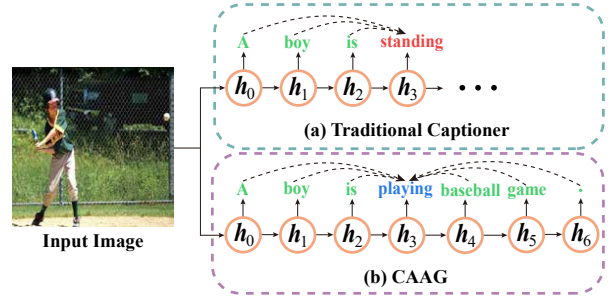 A boy is standing
h0 h1 h2 h3 • • •
(a) Traditional Captioner
A boy is playing baseball game .
h0 h1 h2 h3 h4 h5 h6
Input Image
(b) CAAG